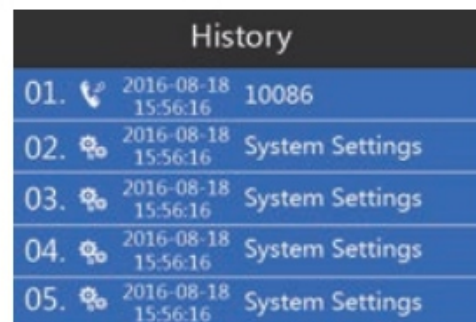 History
01. 2016-08-18 15:56:16 10086
02. 2016-08-18 15:56:16 System Settings
03. 2016-08-18 15:56:16 System Settings
04. 2016-08-18 15:56:16 System Settings
05. 2016-08-18 15:56:16 System Settings